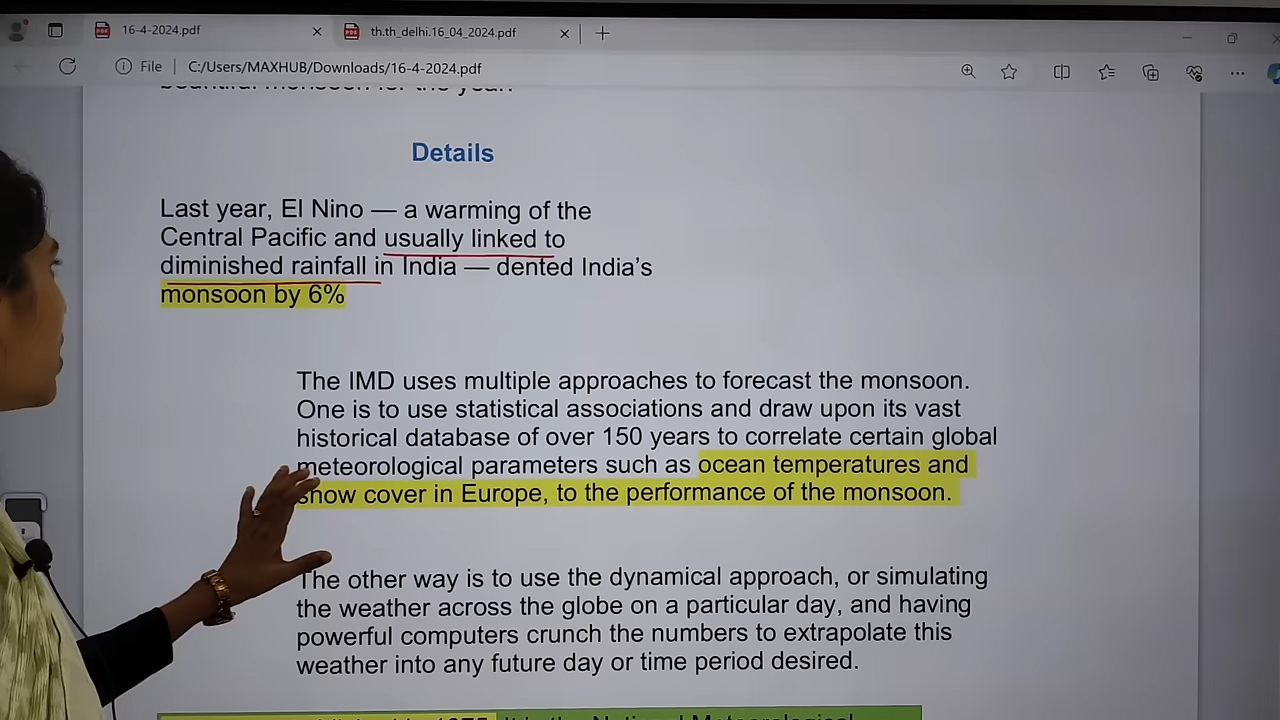 16-4-2024.pdf
th.th_delhi.16_04_2024.pdf
File
C:/Users/MAXHUB/Downloads/16-4-2024.pdf
bountiful monsoon for the year.
Details
Last year, El Nino — a warming of the
Central Pacific and usually linked to
diminished rainfall in India — dented India's
monsoon by 6%
The IMD uses multiple approaches to forecast the monsoon.
One is to use statistical associations and draw upon its vast
historical database of over 150 years to correlate certain global
meteorological parameters such as ocean temperatures and
snow cover in Europe, to the performance of the monsoon.
The other way is to use the dynamical approach, or simulating
the weather across the globe on a particular day, and having
powerful computers crunch the numbers to extrapolate this
weather into any future day or time period desired.